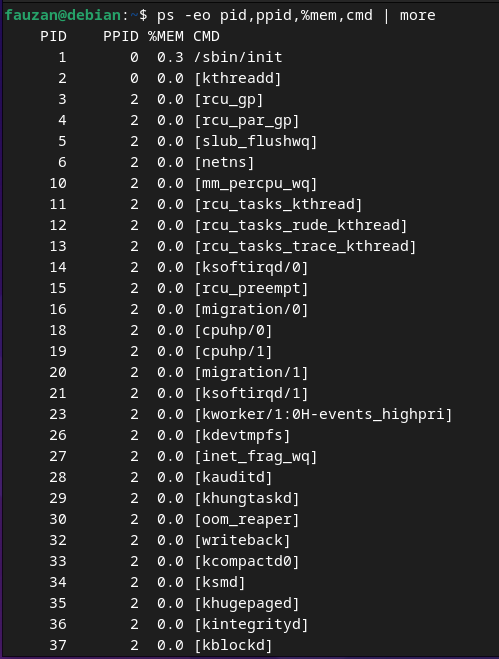 fauzan@debian:~$ ps -eo pid,ppid,%mem,cmd | more
PID PPID %MEM CMD
1 0 0.3 /sbin/init
2 0 0.0 [kthreadd]
3 2 0.0 [rcu_gp]
4 2 0.0 [rcu_par_gp]
5 2 0.0 [slub_flushwq]
6 2 0.0 [netns]
10 2 0.0 [mm_percpu_wq]
11 2 0.0 [rcu_tasks_kthread]
12 2 0.0 [rcu_tasks_rude_kthread]
13 2 0.0 [rcu_tasks_trace_kthread]
14 2 0.0 [ksoftirqd/0]
15 2 0.0 [rcu_preempt]
16 2 0.0 [migration/0]
18 2 0.0 [cpuhp/0]
19 2 0.0 [cpuhp/1]
20 2 0.0 [migration/1]
21 2 0.0 [ksoftirqd/1]
23 2 0.0 [kworker/1:0H-events_highpri]
26 2 0.0 [kdevtmpfs]
27 2 0.0 [inet_frag_wq]
28 2 0.0 [kauditd]
29 2 0.0 [khungtaskd]
30 2 0.0 [oom_reaper]
32 2 0.0 [writeback]
33 2 0.0 [kcompactd0]
34 2 0.0 [ksmd]
35 2 0.0 [khugepaged]
36 2 0.0 [kintegrityd]
37 2 0.0 [kblockd]